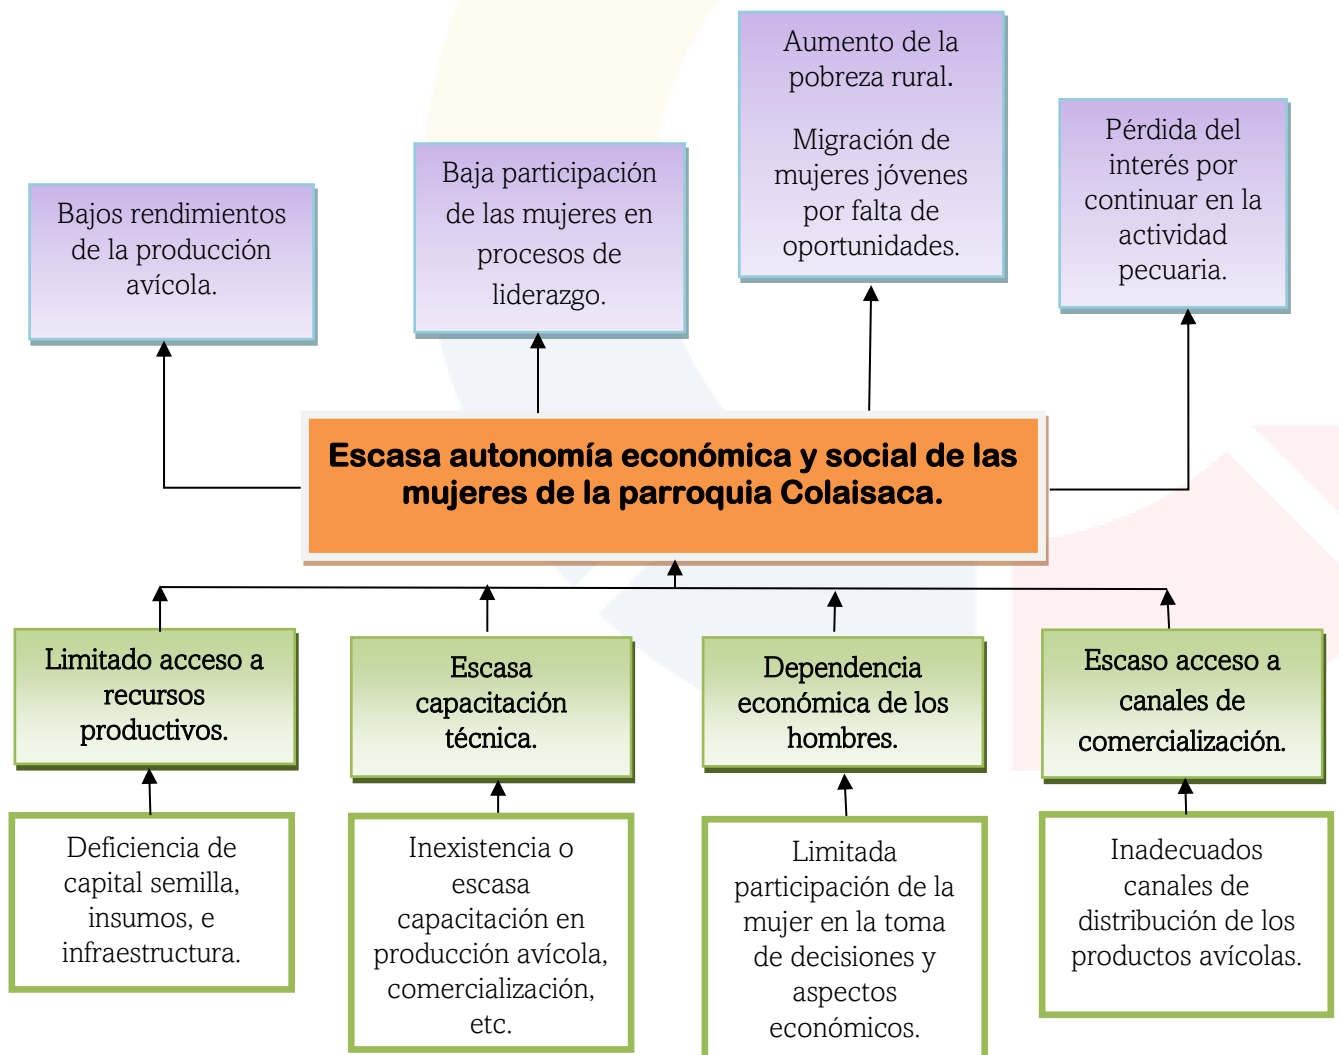 Bajos rendimientos
de la producción
avícola.
Baja participación
de las mujeres en
procesos de
liderazgo.
Aumento de la
pobreza rural.
Migración de
mujeres jóvenes
por falta de
oportunidades.
Pérdida del
interés por
continuar en la
actividad
pecuaria.
Escasa autonomía económica y social de las
mujeres de la parroquia Colaisaca.
Limitado acceso a
recursos
productivos.
Escasa
capacitación
técnica.
Dependencia
económica de los
hombres.
Escaso acceso a
canales de
comercialización.
Deficiencia de
capital semilla,
insumos, e
infraestructura.
Inexistencia o
escasa
capacitación en
producción avícola,
comercialización,
etc.
Limitada
participación de la
mujer en la toma
de decisiones y
aspectos
económicos.
Inadecuados
canales de
distribución de los
productos avícolas.